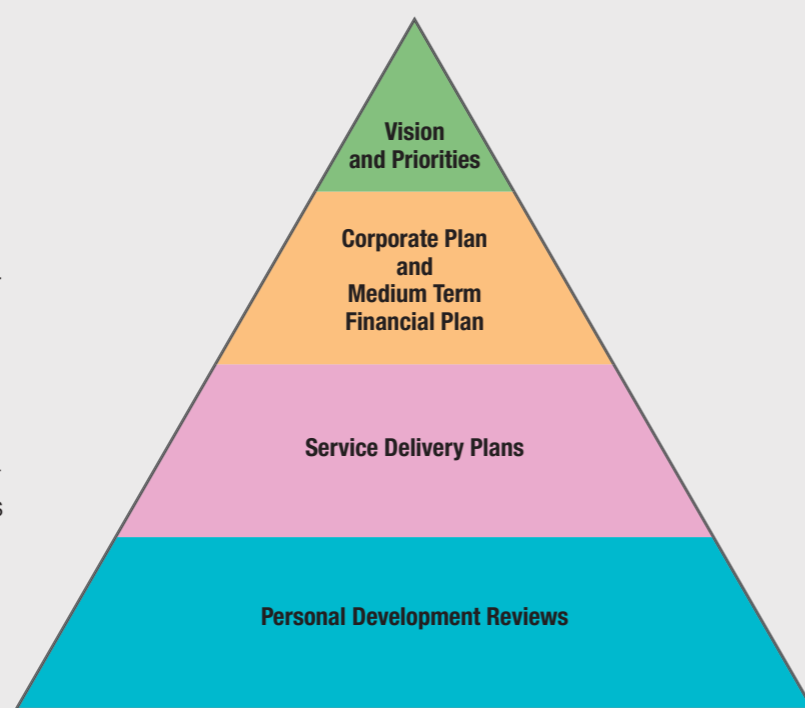 Vision
and Priorities
Corporate Plan
and
Medium Term
Financial Plan
Service Delivery Plans
Personal Development Reviews